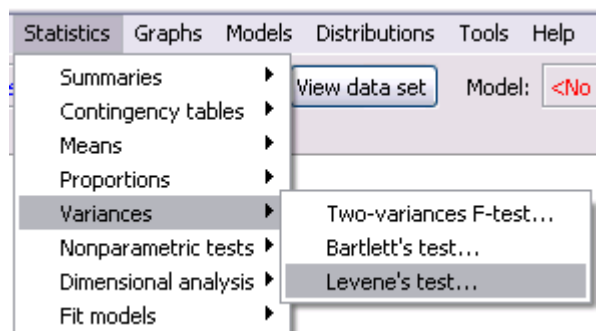 Statistics Graphs Models Distributions Tools Help
Summaries
View data set Model: <No
Contingency tables
Means
Proportions
Variances
Two-variances F-test...
Nonparametric tests
Bartlett's test...
Dimensional analysis
Levene's test...
Fit models